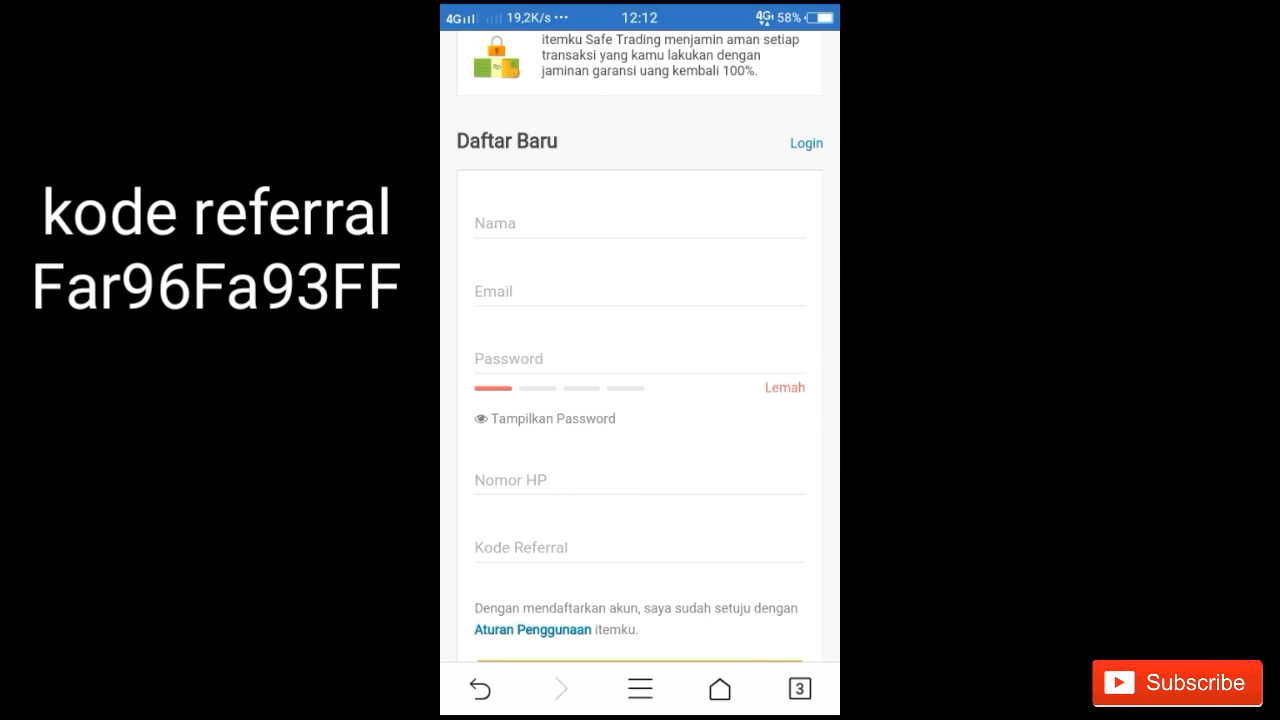 kode referral
Far96Fa93FF
4G 19,2K/s ••• 12:12 4G 58%
itemku Safe Trading menjamin aman setiap
transaksi yang kamu lakukan dengan
jaminan garansi uang kembali 100%.
Rp
Daftar Baru
Login
Nama
Email
Password
Lemah
Tampilkan Password
Nomor HP
Kode Referral
Dengan mendaftarkan akun, saya sudah setuju dengan
Aturan Penggunaan itemku.
3
Subscribe